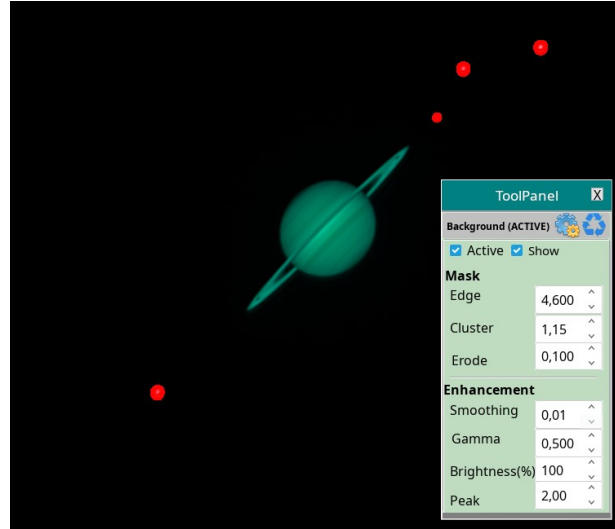 ToolPanel X
Background (ACTIVE)
Active Show
Mask
Edge 4,600
Cluster 1,15
Erode 0,100
Enhancement
Smoothing 0,01
Gamma 0,500
Brightness(%) 100
Peak 2,00